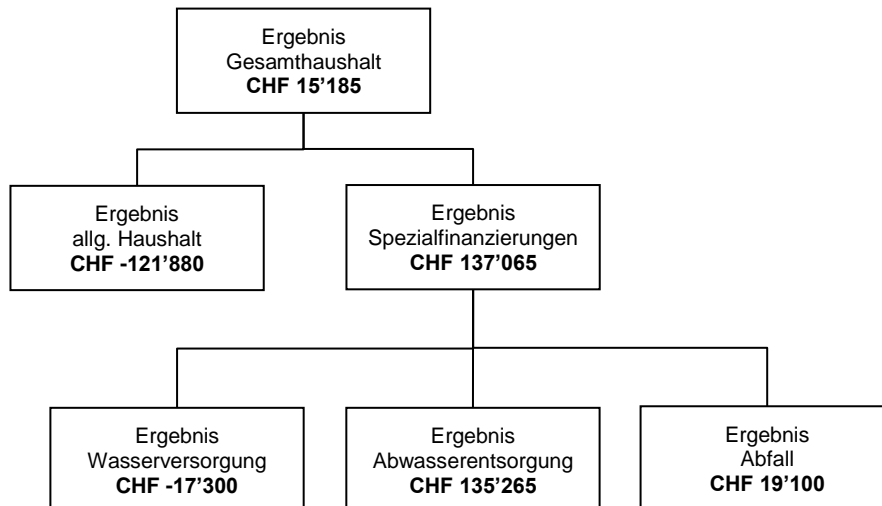 Ergebnis
Gesamthaushalt
CHF 15’185
Ergebnis
allg. Haushalt
CHF -121’880
Ergebnis
Spezialfinanzierungen
CHF 137’065
Ergebnis
Wasserversorgung
CHF -17’300
Ergebnis
Abwasserentsorgung
CHF 135’265
Ergebnis
Abfall
CHF 19’100